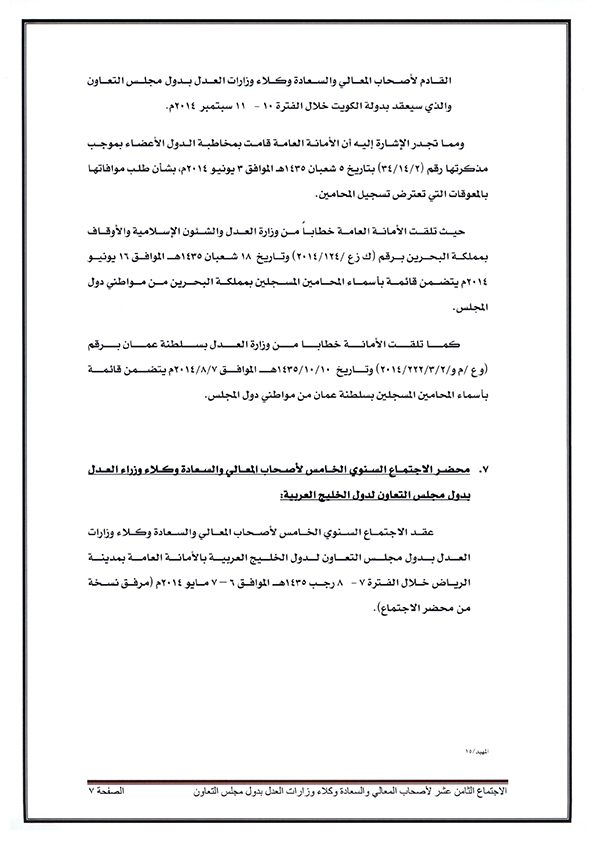 القادم لأصحاب المعالي والسعادة وكلاء وزارات العدل بدول مجلس التعاون
والذي سيعقد بدولة الكويت خلال الفترة ١٠ - ١١ سبتمبر ٢٠١٤م.
ومما تجدر الإشارة إليه أن الأمانة العامة قامت بمخاطبة الدول الأعضاء بموجب
مذكرتها رقم (٣٤/١٤/٢) بتاريخ ٥ شعبان ١٤٣٥هـ الموافق ٣ يونيو ٢٠١٤م، بشأن طلب موافاتها
بالمعوقات التي تعترض تسجيل المحامين.
حيث تلقت الأمانة العامة خطاباً من وزارة العدل والشئون الإسلامية والأوقاف
بمملكة البحرين برقم (ك زع /٢٠١٤/١٢٤) وتاريخ ١٨ شعبان ١٤٣٥هـ الموافق ١٦ يونيو
٢٠١٤م يتضمن قائمة بأسماء المحامين المسجلين بمملكة البحرين من مواطني دول
المجلس.
كما تلقت الأمانة خطابا من وزارة العدل بسلطنة عمان برقم
(وع /م و/٢٠١٤/٢٢٢/٣/٢) وتاريخ ١٤٣٥/١٠/١٠هـ الموافق ٢٠١٤/٨/٧م يتضمن قائمة
بأسماء المحامين المسجلين بسلطنة عمان من مواطني دول المجلس.
٧. محضر الاجتماع السنوي الخامس لأصحاب المعالي والسعادة وكلاء وزراء العدل
بدول مجلس التعاون لدول الخليج العربية:
عقد الاجتماع السنوي الخامس لأصحاب المعالي والسعادة وكلاء وزارات
العدل بدول مجلس التعاون لدول الخليج العربية بالأمانة العامة بمدينة
الرياض خلال الفترة ٧ - ٨ رجب ١٤٣٥هـ الموافق ٦ – ٧ مايو ٢٠١٤م (مرفق نسخة
من محضر الاجتماع).
المهيد/١٥
الاجتماع الثامن عشر لأصحاب المعالي والسعادة وكلاء وزارات العدل بدول مجلس التعاون الصفحة ٧